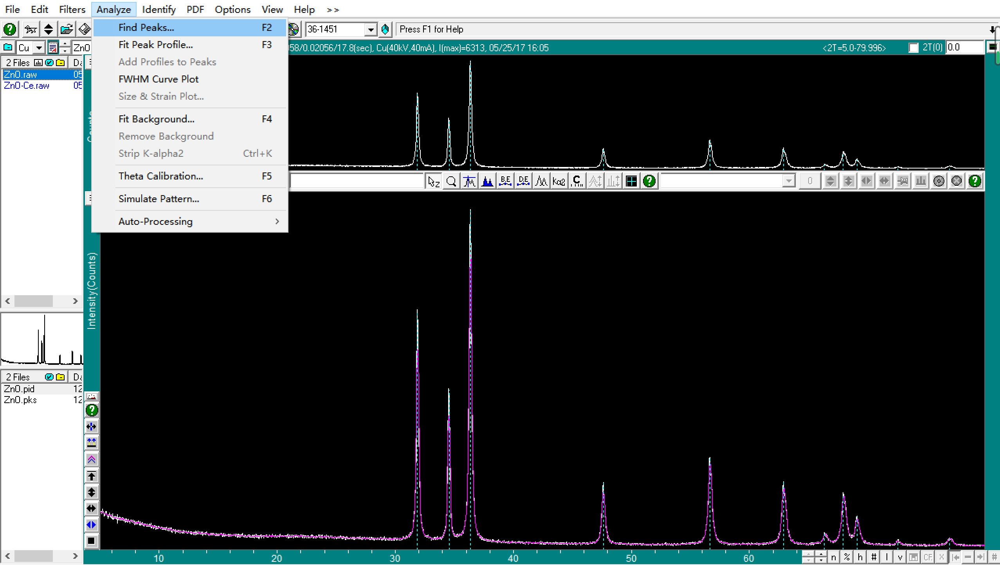 File Edit Filters Analyze Identify PDF Options View Help >>
36-1451 Press F1 for Help
Find Peaks... F2
Fit Peak Profile... F3
Add Profiles to Peaks
FWHM Curve Plot
Size & Strain Plot...
Fit Background... F4
Remove Background
Strip K-alpha2 Ctrl+K
Theta Calibration... F5
Simulate Pattern... F6
Auto-Processing >
Cu ZnO
58/0.02056/17.8(sec), Cu(40kV,40mA), I(max)=6313, 05/25/17 16:05 <2T=5.0-79.996> 2T(0) 0.0
2 Files Da
ZnO.raw 05
ZnO-Ce.raw 05
B.E D.E Kα2 C 0
Intensity(Counts)
2 Files Da
ZnO.pid 12
ZnO.pks 12
10 20 30 40 50 60
n % h # l v CF X #